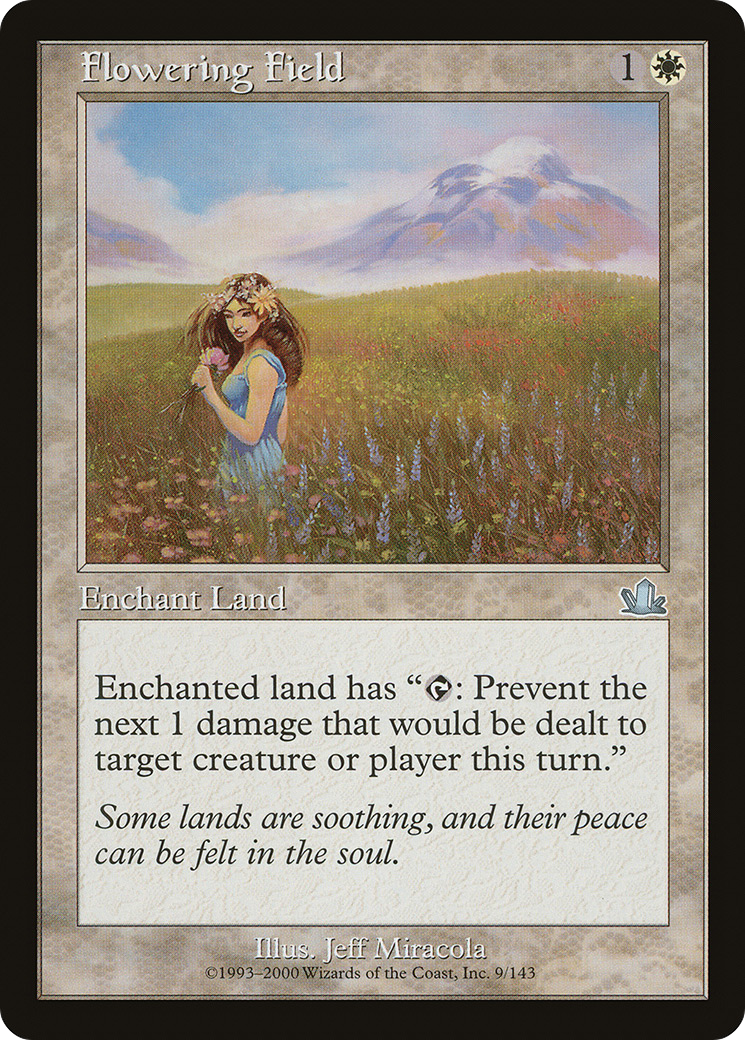 Flowering Field 1
Enchant Land
Enchanted land has “: Prevent the
next 1 damage that would be dealt to
target creature or player this turn.”
Some lands are soothing, and their peace
can be felt in the soul.
Illus. Jeff Miracola
©1993–2000 Wizards of the Coast, Inc. 9/143